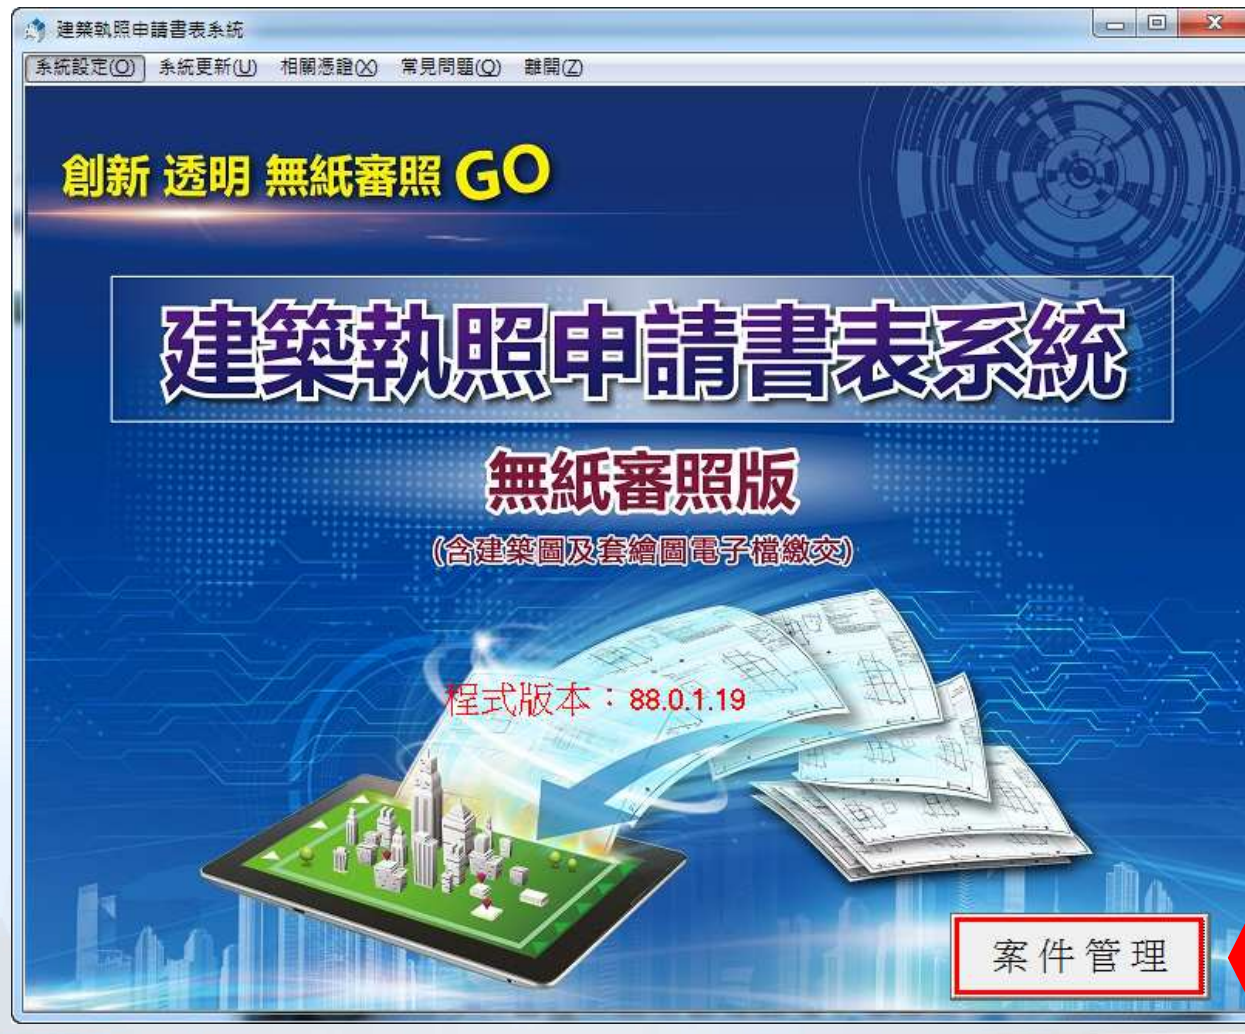 建築執照申請書表系統
系統設定(O) 系統更新(U) 相關憑證(X) 常見問題(Q) 離開(Z)
創新 透明 無紙審照 GO
建築執照申請書表系統
無紙審照版
(含建築圖及套繪圖電子檔繳交)
程式版本：88.0.1.19
案件管理